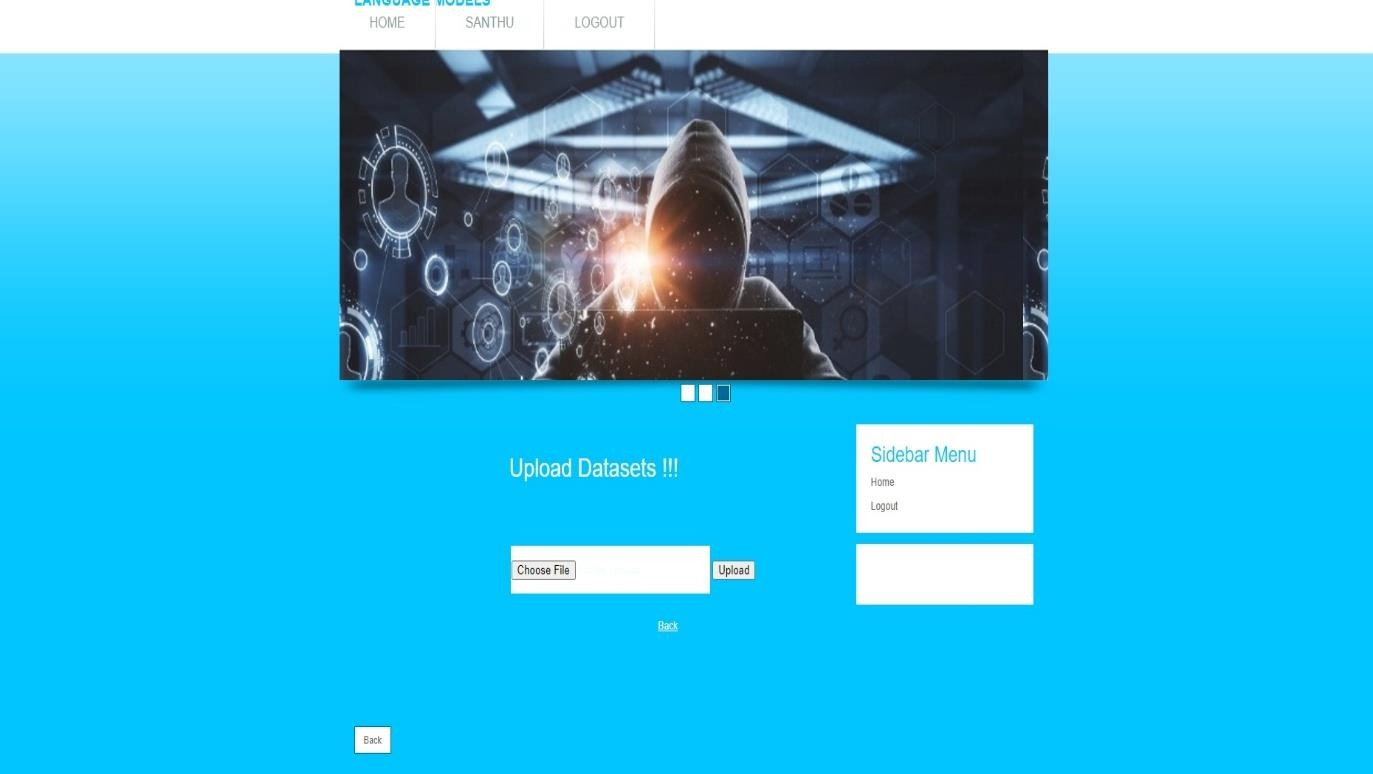 LANGUAGE MODELS
HOME
SANTHU
LOGOUT
Upload Datasets !!!
Sidebar Menu
Home
Logout
Choose File
Upload
Back
Back